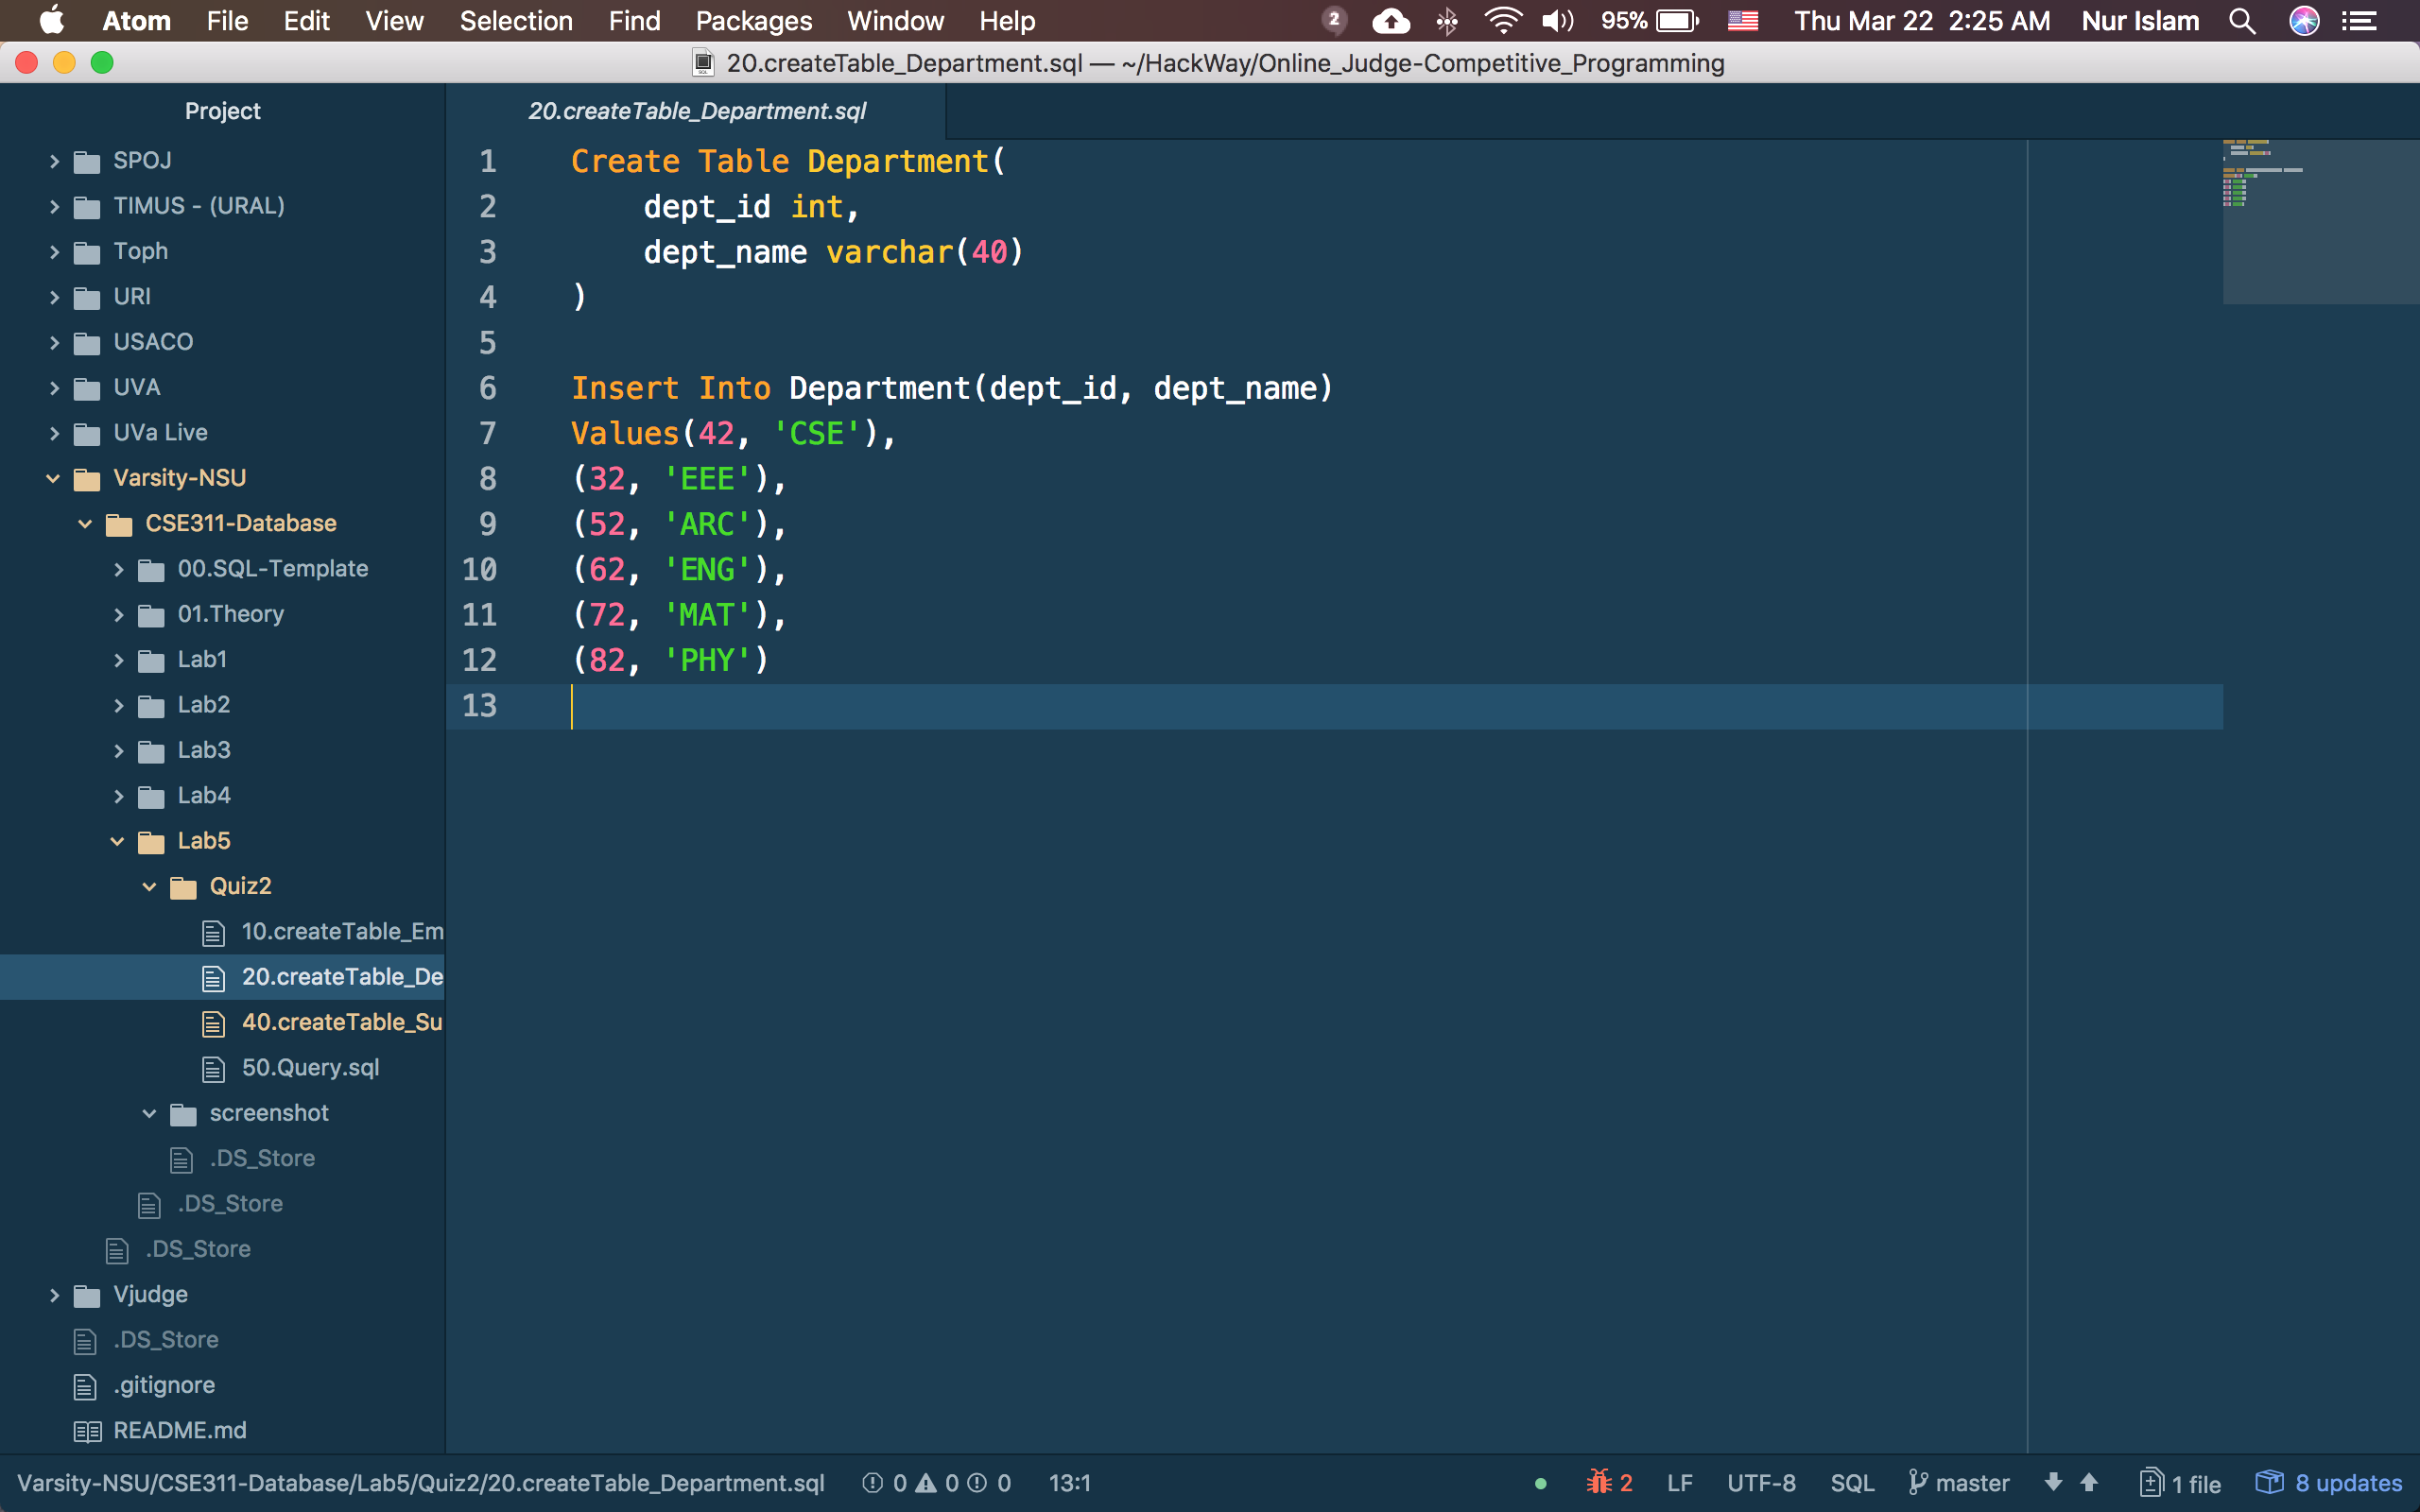 Atom File Edit View Selection Find Packages Window Help 2 95% Thu Mar 22 2:25 AM Nur Islam
20.createTable_Department.sql — ~/HackWay/Online_Judge-Competitive_Programming
Project
SPOJ
TIMUS - (URAL)
Toph
URI
USACO
UVA
UVa Live
Varsity-NSU
CSE311-Database
00.SQL-Template
01.Theory
Lab1
Lab2
Lab3
Lab4
Lab5
Quiz2
10.createTable_Em
20.createTable_De
40.createTable_Su
50.Query.sql
screenshot
.DS_Store
.DS_Store
.DS_Store
Vjudge
.DS_Store
.gitignore
README.md
20.createTable_Department.sql
1 Create Table Department(
2 dept_id int,
3 dept_name varchar(40)
4 )
5
6 Insert Into Department(dept_id, dept_name)
7 Values(42, 'CSE'),
8 (32, 'EEE'),
9 (52, 'ARC'),
10 (62, 'ENG'),
11 (72, 'MAT'),
12 (82, 'PHY')
13
Varsity-NSU/CSE311-Database/Lab5/Quiz2/20.createTable_Department.sql 0 0 0 13:1 2 LF UTF-8 SQL master 1 file 8 updates